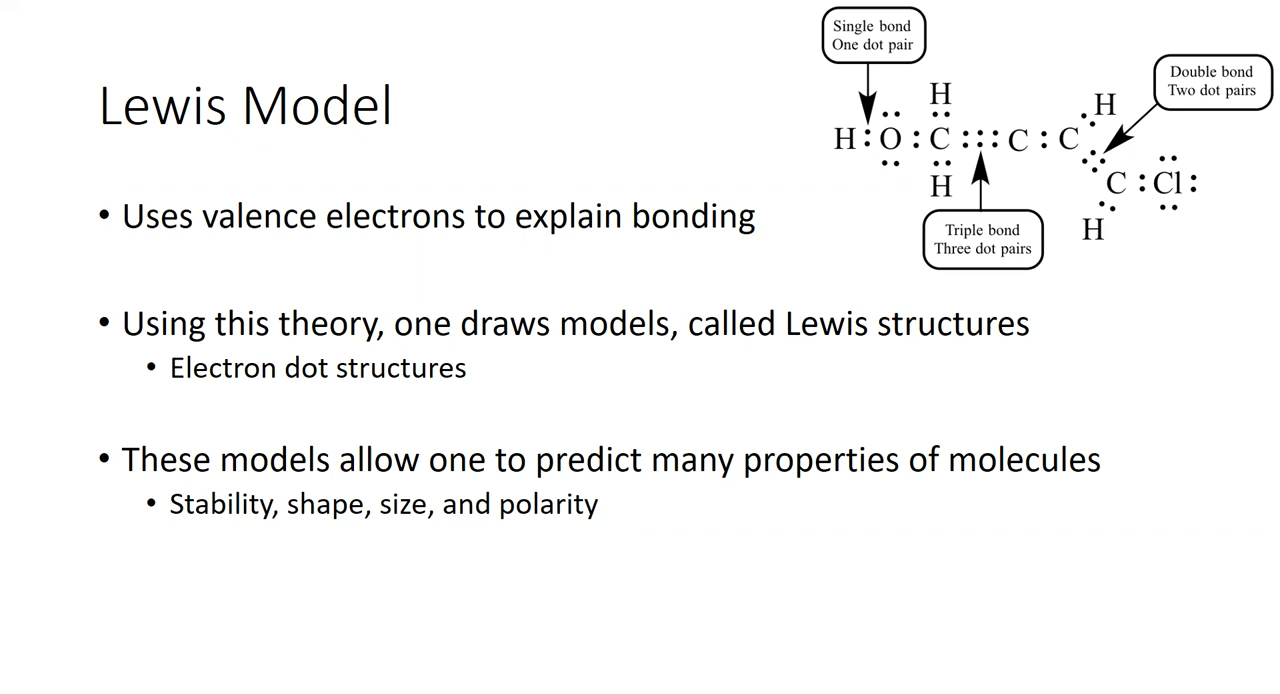 Lewis Model
• Uses valence electrons to explain bonding
• Using this theory, one draws models, called Lewis structures
• Electron dot structures
• These models allow one to predict many properties of molecules
• Stability, shape, size, and polarity
Single bond
One dot pair
Double bond
Two dot pairs
H H
H : O : C ::: C : C
C : Cl :
H
H
Triple bond
Three dot pairs